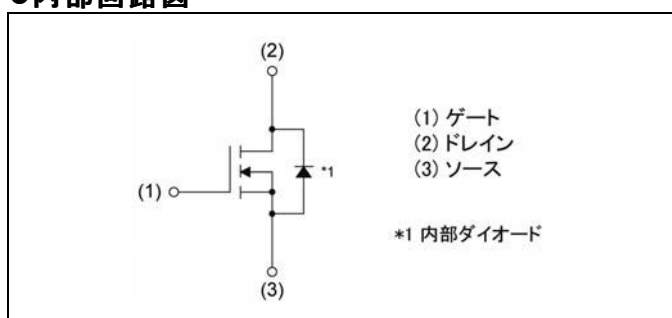 ●内部回路図
(2)
(1)
*1
(3)
(1) ゲート
(2) ドレイン
(3) ソース
*1 内部ダイオード